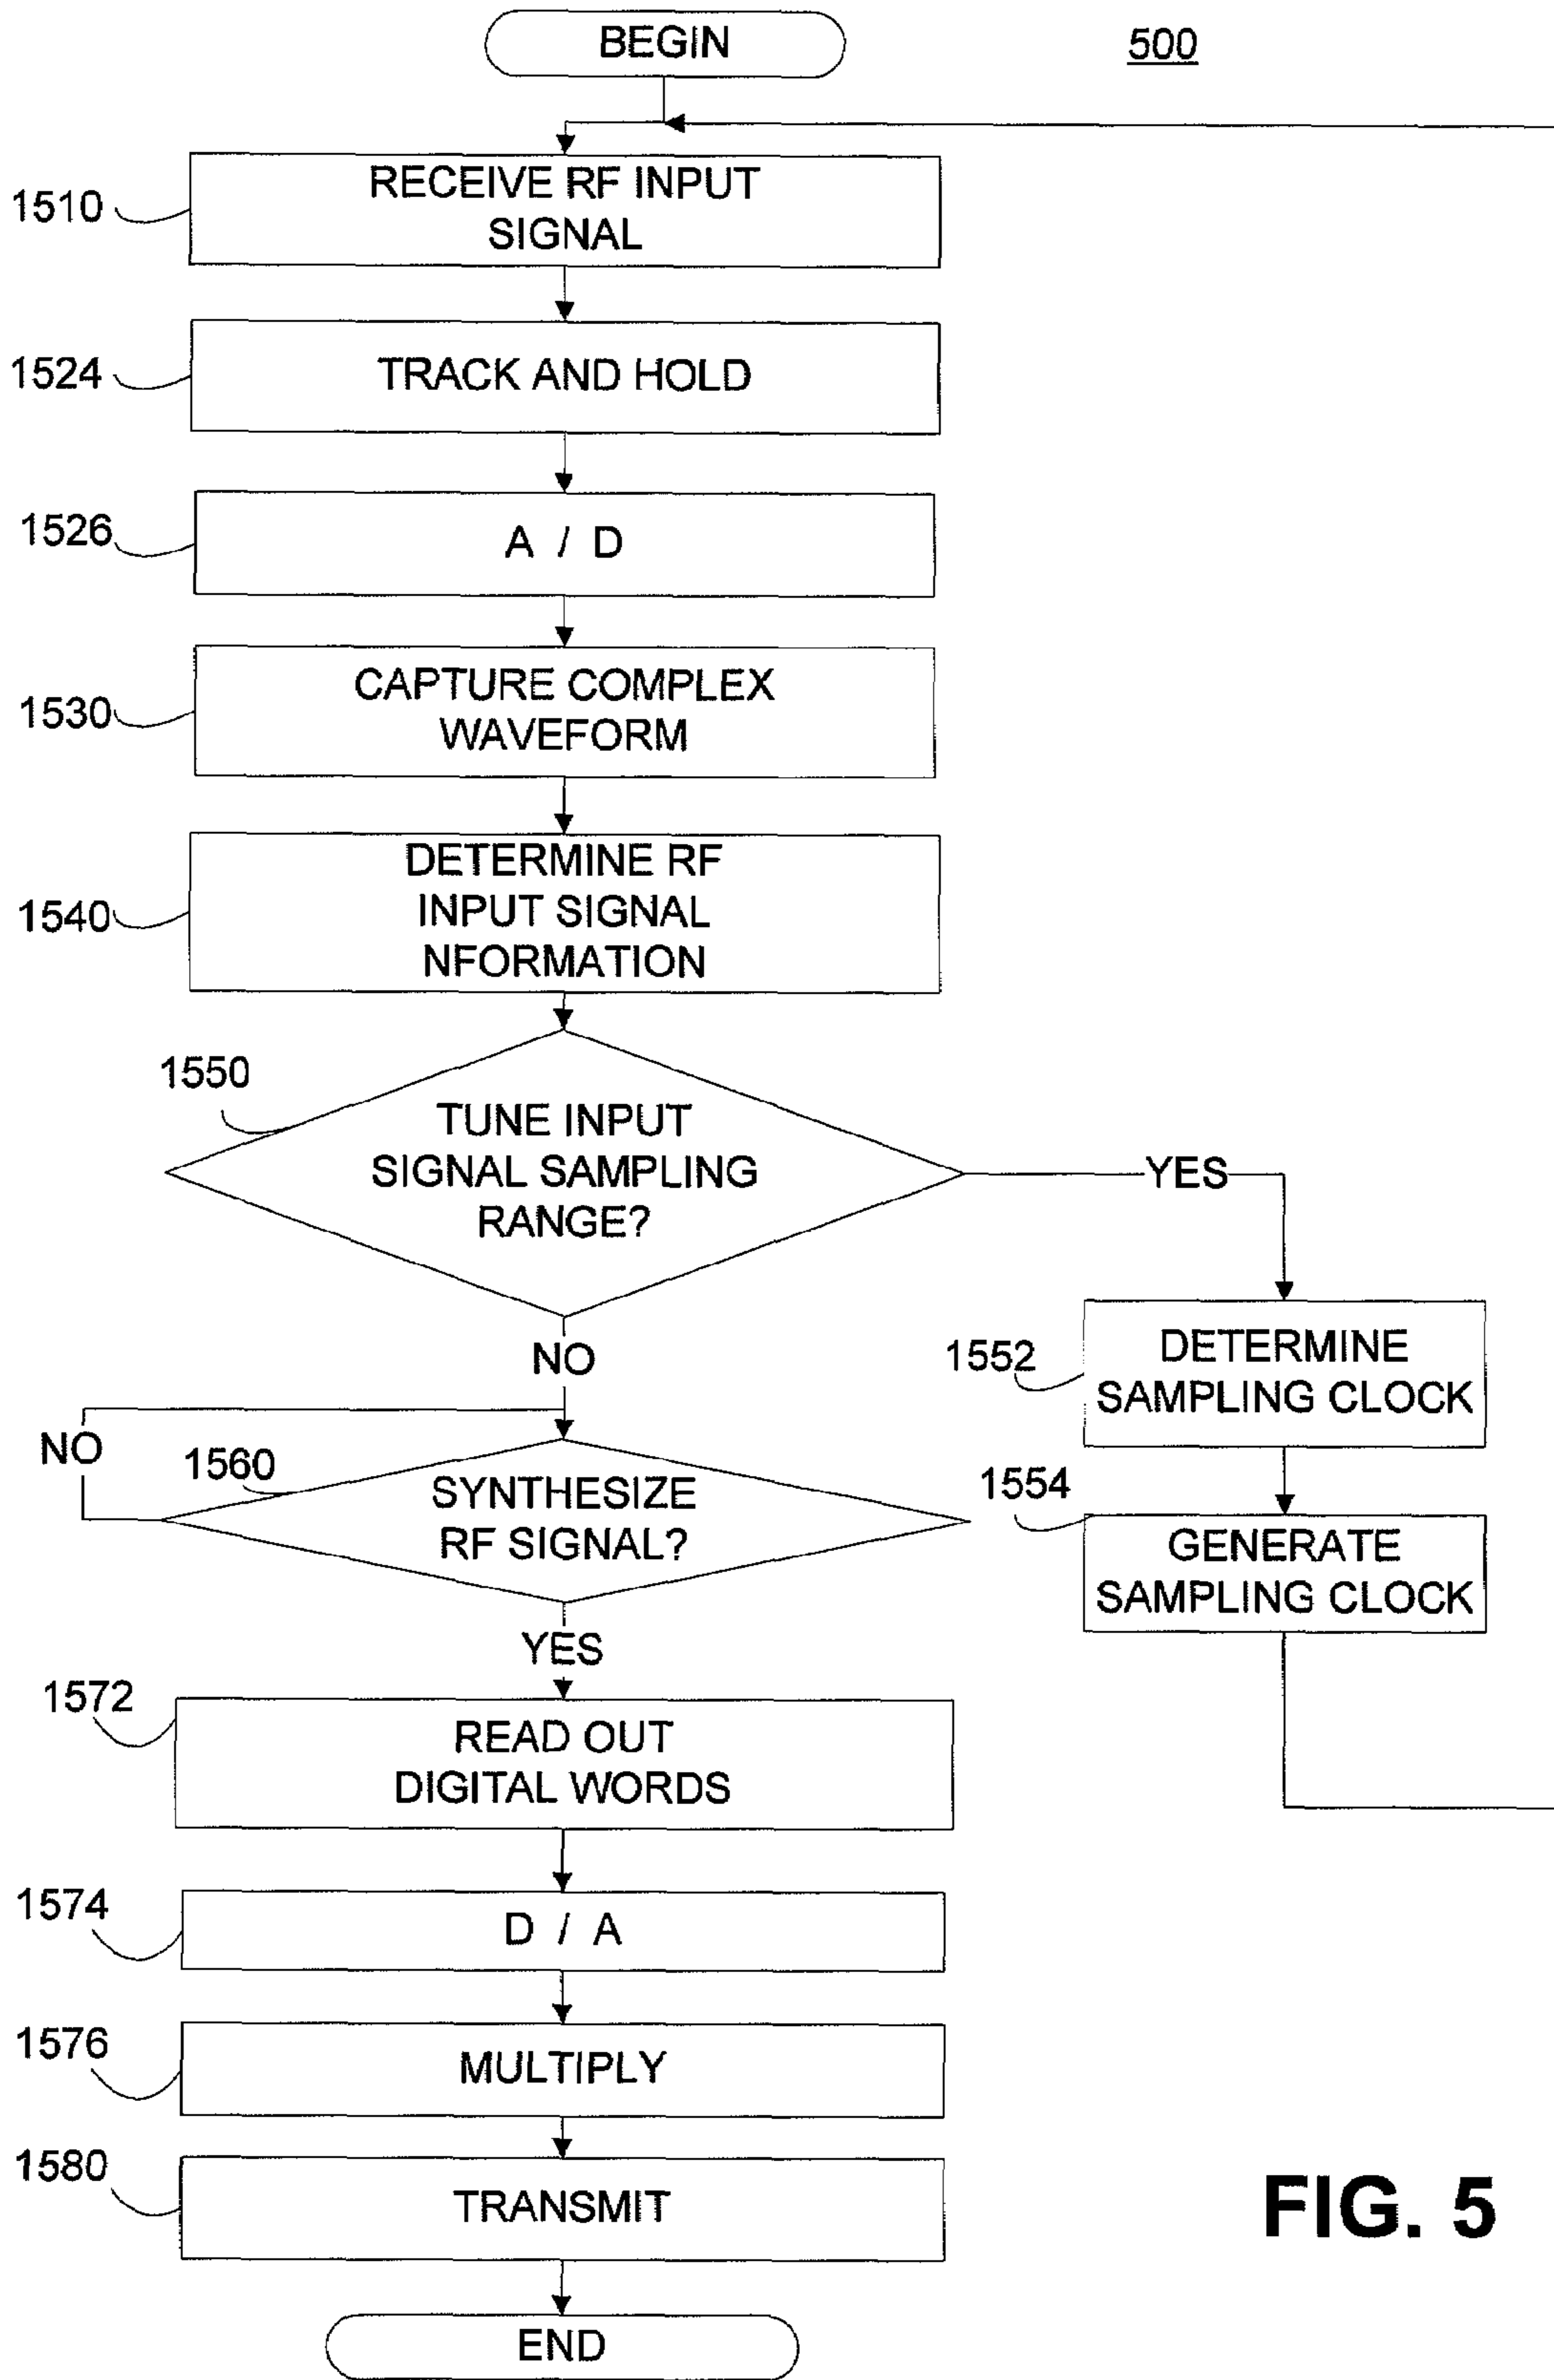 BEGIN
500
1510
RECEIVE RF INPUT
SIGNAL
1524
TRACK AND HOLD
1526
A / D
1530
CAPTURE COMPLEX
WAVEFORM
1540
DETERMINE RF
INPUT SIGNAL
NFORMATION
1550
TUNE INPUT
SIGNAL SAMPLING
RANGE?
YES
NO
1552
DETERMINE
SAMPLING CLOCK
NO
1560
SYNTHESIZE
RF SIGNAL?
1554
GENERATE
SAMPLING CLOCK
YES
1572
READ OUT
DIGITAL WORDS
1574
D / A
1576
MULTIPLY
1580
TRANSMIT
FIG. 5
END